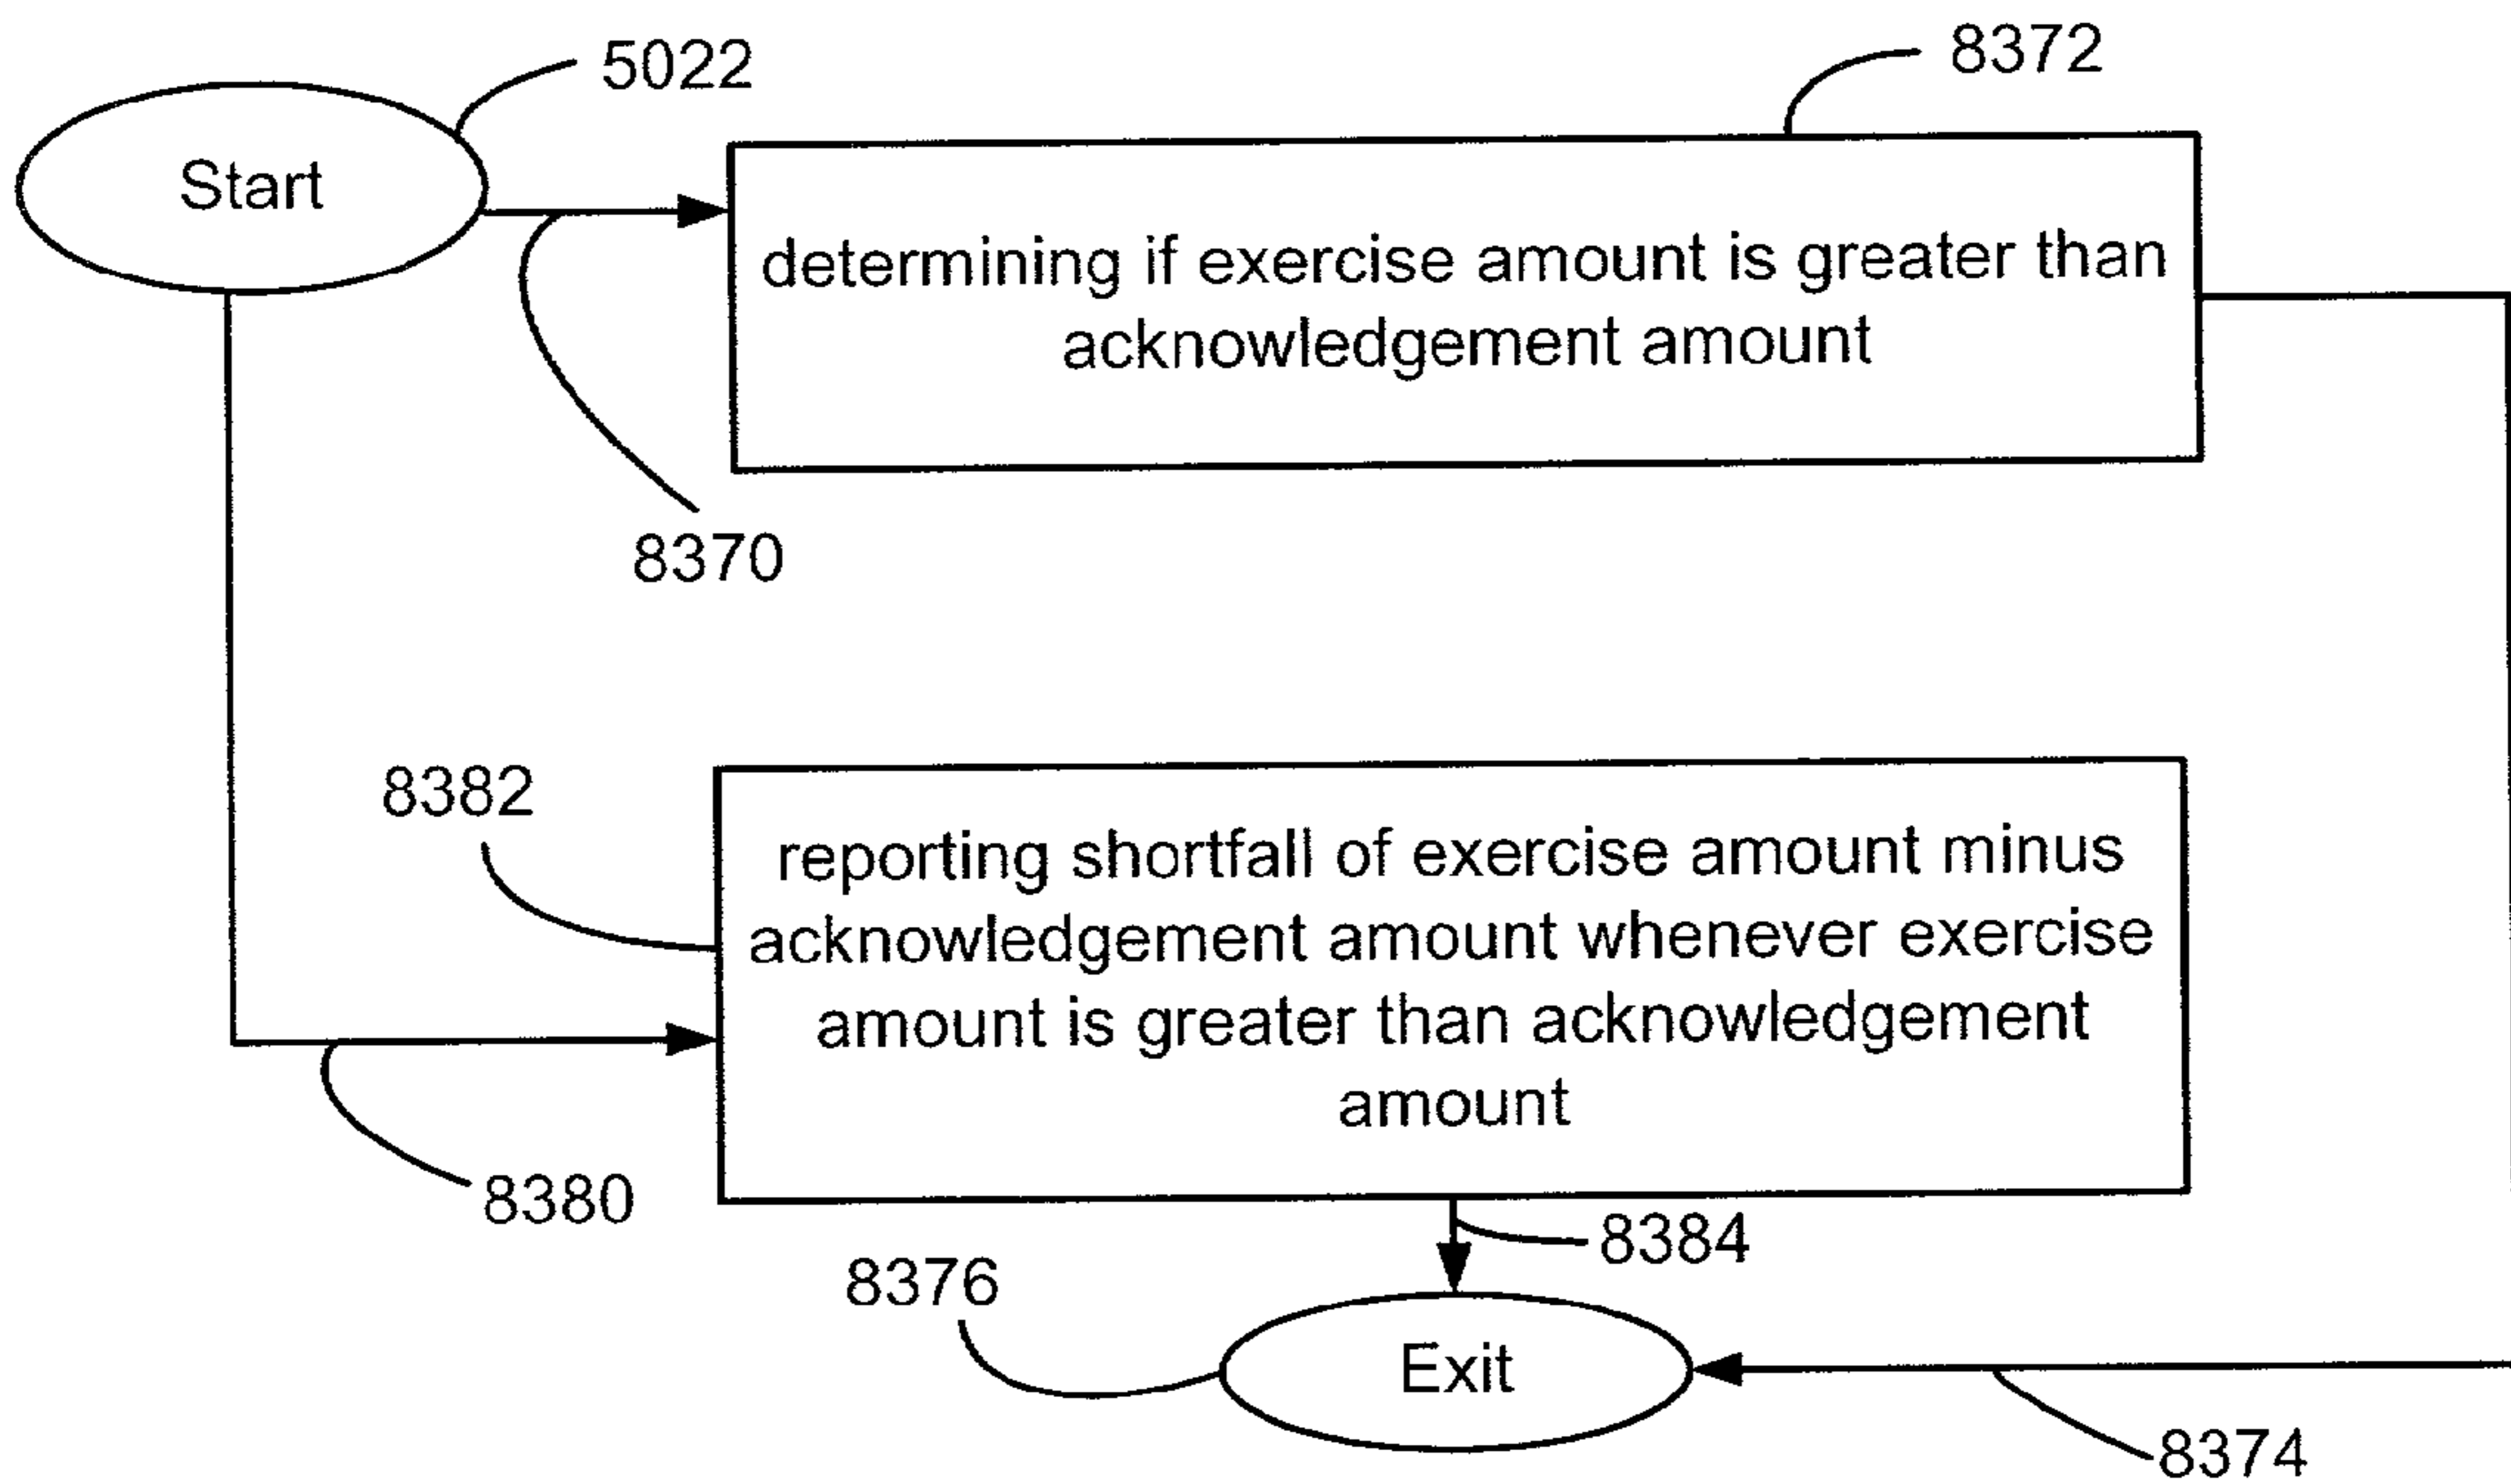 5022
8372
Start
determining if exercise amount is greater than
acknowledgement amount
8370
8382
reporting shortfall of exercise amount minus
acknowledgement amount whenever exercise
amount is greater than acknowledgement
amount
8380
8384
8376
Exit
8374